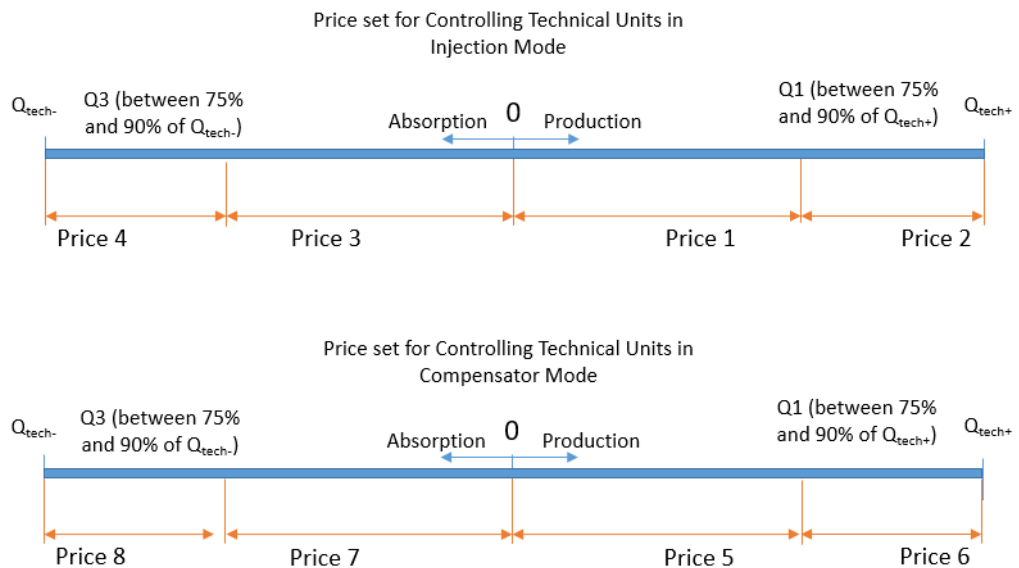 Price set for Controlling Technical Units in
Injection Mode
Qtech-
Q3 (between 75%
and 90% of Qtech-)
Absorption
0
Production
Q1 (between 75%
and 90% of Qtech+)
Qtech+
Price 4
Price 3
Price 1
Price 2
Price set for Controlling Technical Units in
Compensator Mode
Qtech-
Q3 (between 75%
and 90% of Qtech-)
Absorption
0
Production
Q1 (between 75%
and 90% of Qtech+)
Qtech+
Price 8
Price 7
Price 5
Price 6